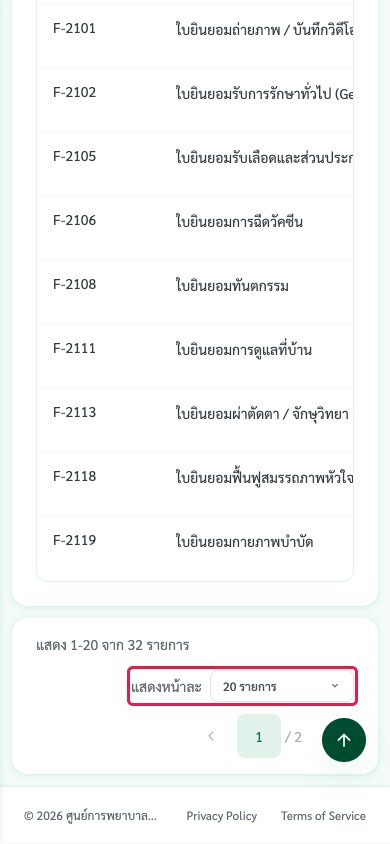 F-2101 ใบยินยอมถ่ายภาพ / บันทึกวิดีโอ
F-2102 ใบยินยอมรับการรักษาทั่วไป (Ge
F-2105 ใบยินยอมรับเลือดและส่วนประก
F-2106 ใบยินยอมการฉีดวัคซีน
F-2108 ใบยินยอมทันตกรรม
F-2111 ใบยินยอมการดูแลที่บ้าน
F-2113 ใบยินยอมผ่าตัดตา / จักษุวิทยา
F-2118 ใบยินยอมฟื้นฟูสมรรถภาพหัวใจ
F-2119 ใบยินยอมกายภาพบำบัด
แสดง 1-20 จาก 32 รายการ
แสดงหน้าละ 20 รายการ
1 / 2
© 2026 ศูนย์การพยาบาล... Privacy Policy Terms of Service